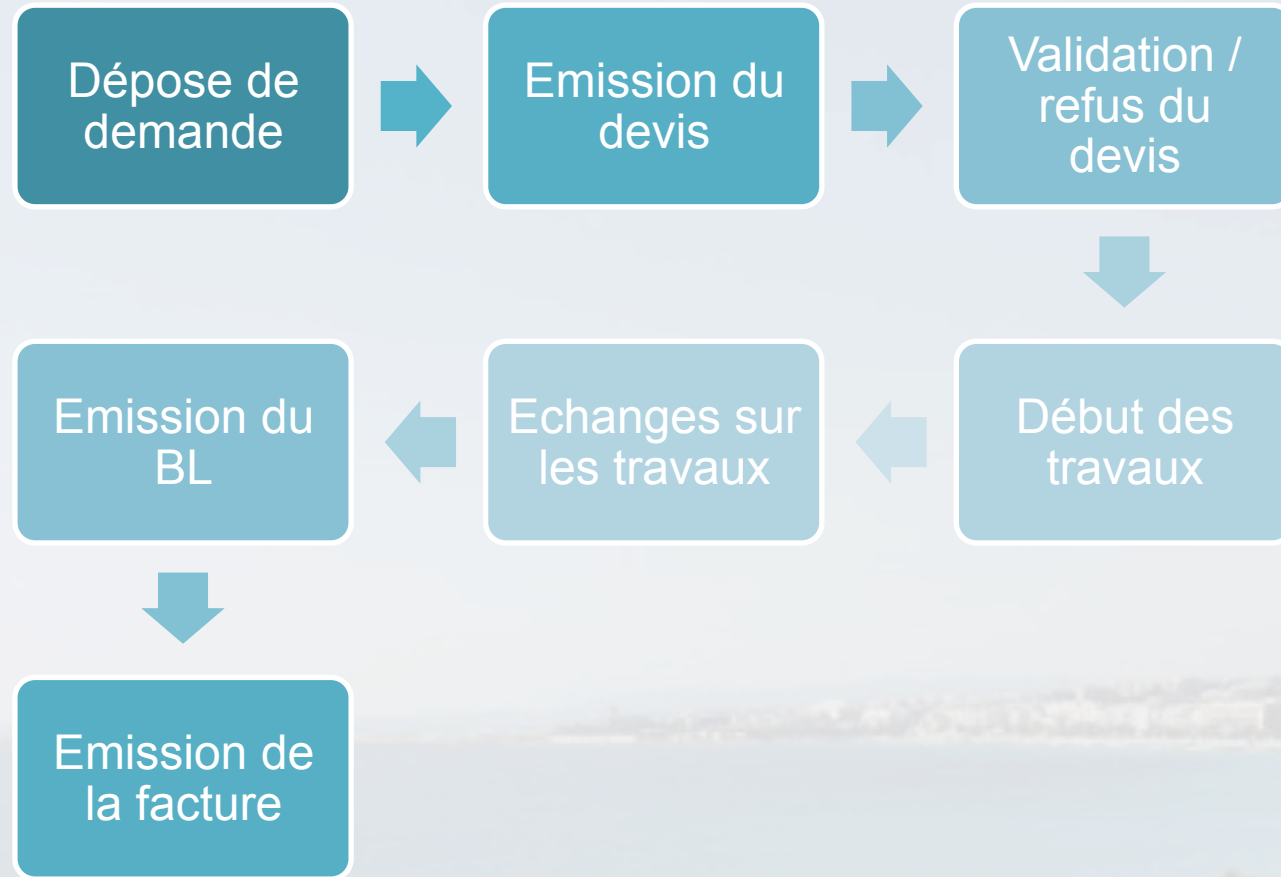 Dépose de
demande
Emission du
devis
Validation /
refus du
devis
Début des
travaux
Echanges sur
les travaux
Emission du
BL
Emission de
la facture